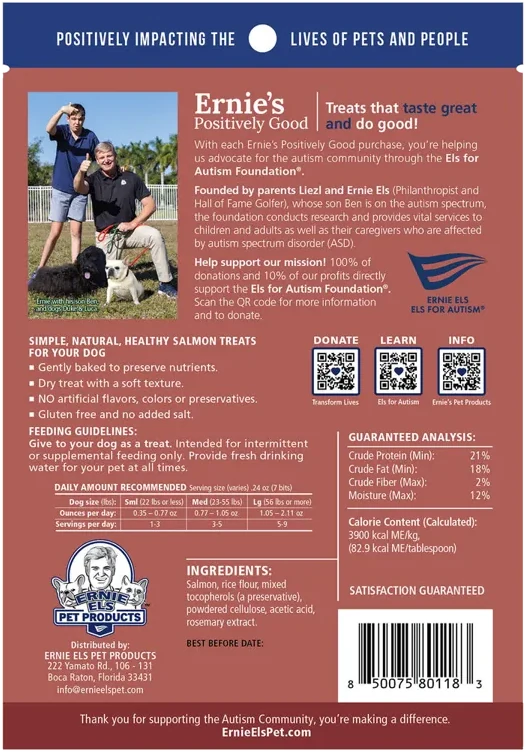 POSITIVELY IMPACTING THE LIVES OF PETS AND PEOPLE
Ernie's
Positively Good
Treats that taste great
and do good!
With each Ernie's Positively Good purchase, you're helping
us advocate for the autism community through the Els for
Autism Foundation®.
Founded by parents Liezl and Ernie Els (Philanthropist and
Hall of Fame Golfer), whose son Ben is on the autism spectrum,
the foundation conducts research and provides vital services to
children and adults as well as their caregivers who are affected
by autism spectrum disorder (ASD).
Help support our mission! 100% of
donations and 10% of our profits directly
support the Els for Autism Foundation®.
Scan the QR code for more information
and to donate.
ERNIE ELS
ELS FOR AUTISM®
Ernie with his son Ben,
and dogs Duke & Luca.
SIMPLE, NATURAL, HEALTHY SALMON TREATS
FOR YOUR DOG
▪ Gently baked to preserve nutrients.
▪ Dry treat with a soft texture.
▪ NO artificial flavors, colors or preservatives.
▪ Gluten free and no added salt.
DONATE LEARN INFO
Transform Lives Els for Autism Ernie's Pet Products
FEEDING GUIDELINES:
Give to your dog as a treat. Intended for intermittent
or supplemental feeding only. Provide fresh drinking
water for your pet at all times.
DAILY AMOUNT RECOMMENDED Serving size (varies) .24 oz (7 bits)
Dog size (lbs): Sml (22 lbs or less) Med (23-55 lbs) Lg (56 lbs or more)
Ounces per day: 0.35 – 0.77 oz 0.77 – 1.05 oz 1.05 – 2.11 oz
Servings per day: 1-3 3-5 5-9
GUARANTEED ANALYSIS:
Crude Protein (Min): 21%
Crude Fat (Min): 18%
Crude Fiber (Max): 2%
Moisture (Max): 12%
Calorie Content (Calculated):
3900 kcal ME/kg,
(82.9 kcal ME/tablespoon)
SATISFACTION GUARANTEED
ERNIE
ELS
PET PRODUCTS
™
Distributed by:
ERNIE ELS PET PRODUCTS
222 Yamato Rd., 106 - 131
Boca Raton, Florida 33431
info@ernieelspet.com
INGREDIENTS:
Salmon, rice flour, mixed
tocopherols (a preservative),
powdered cellulose, acetic acid,
rosemary extract.
BEST BEFORE DATE:
8 50075 80118 3
Thank you for supporting the Autism Community, you're making a difference.
ErnieElsPet.com